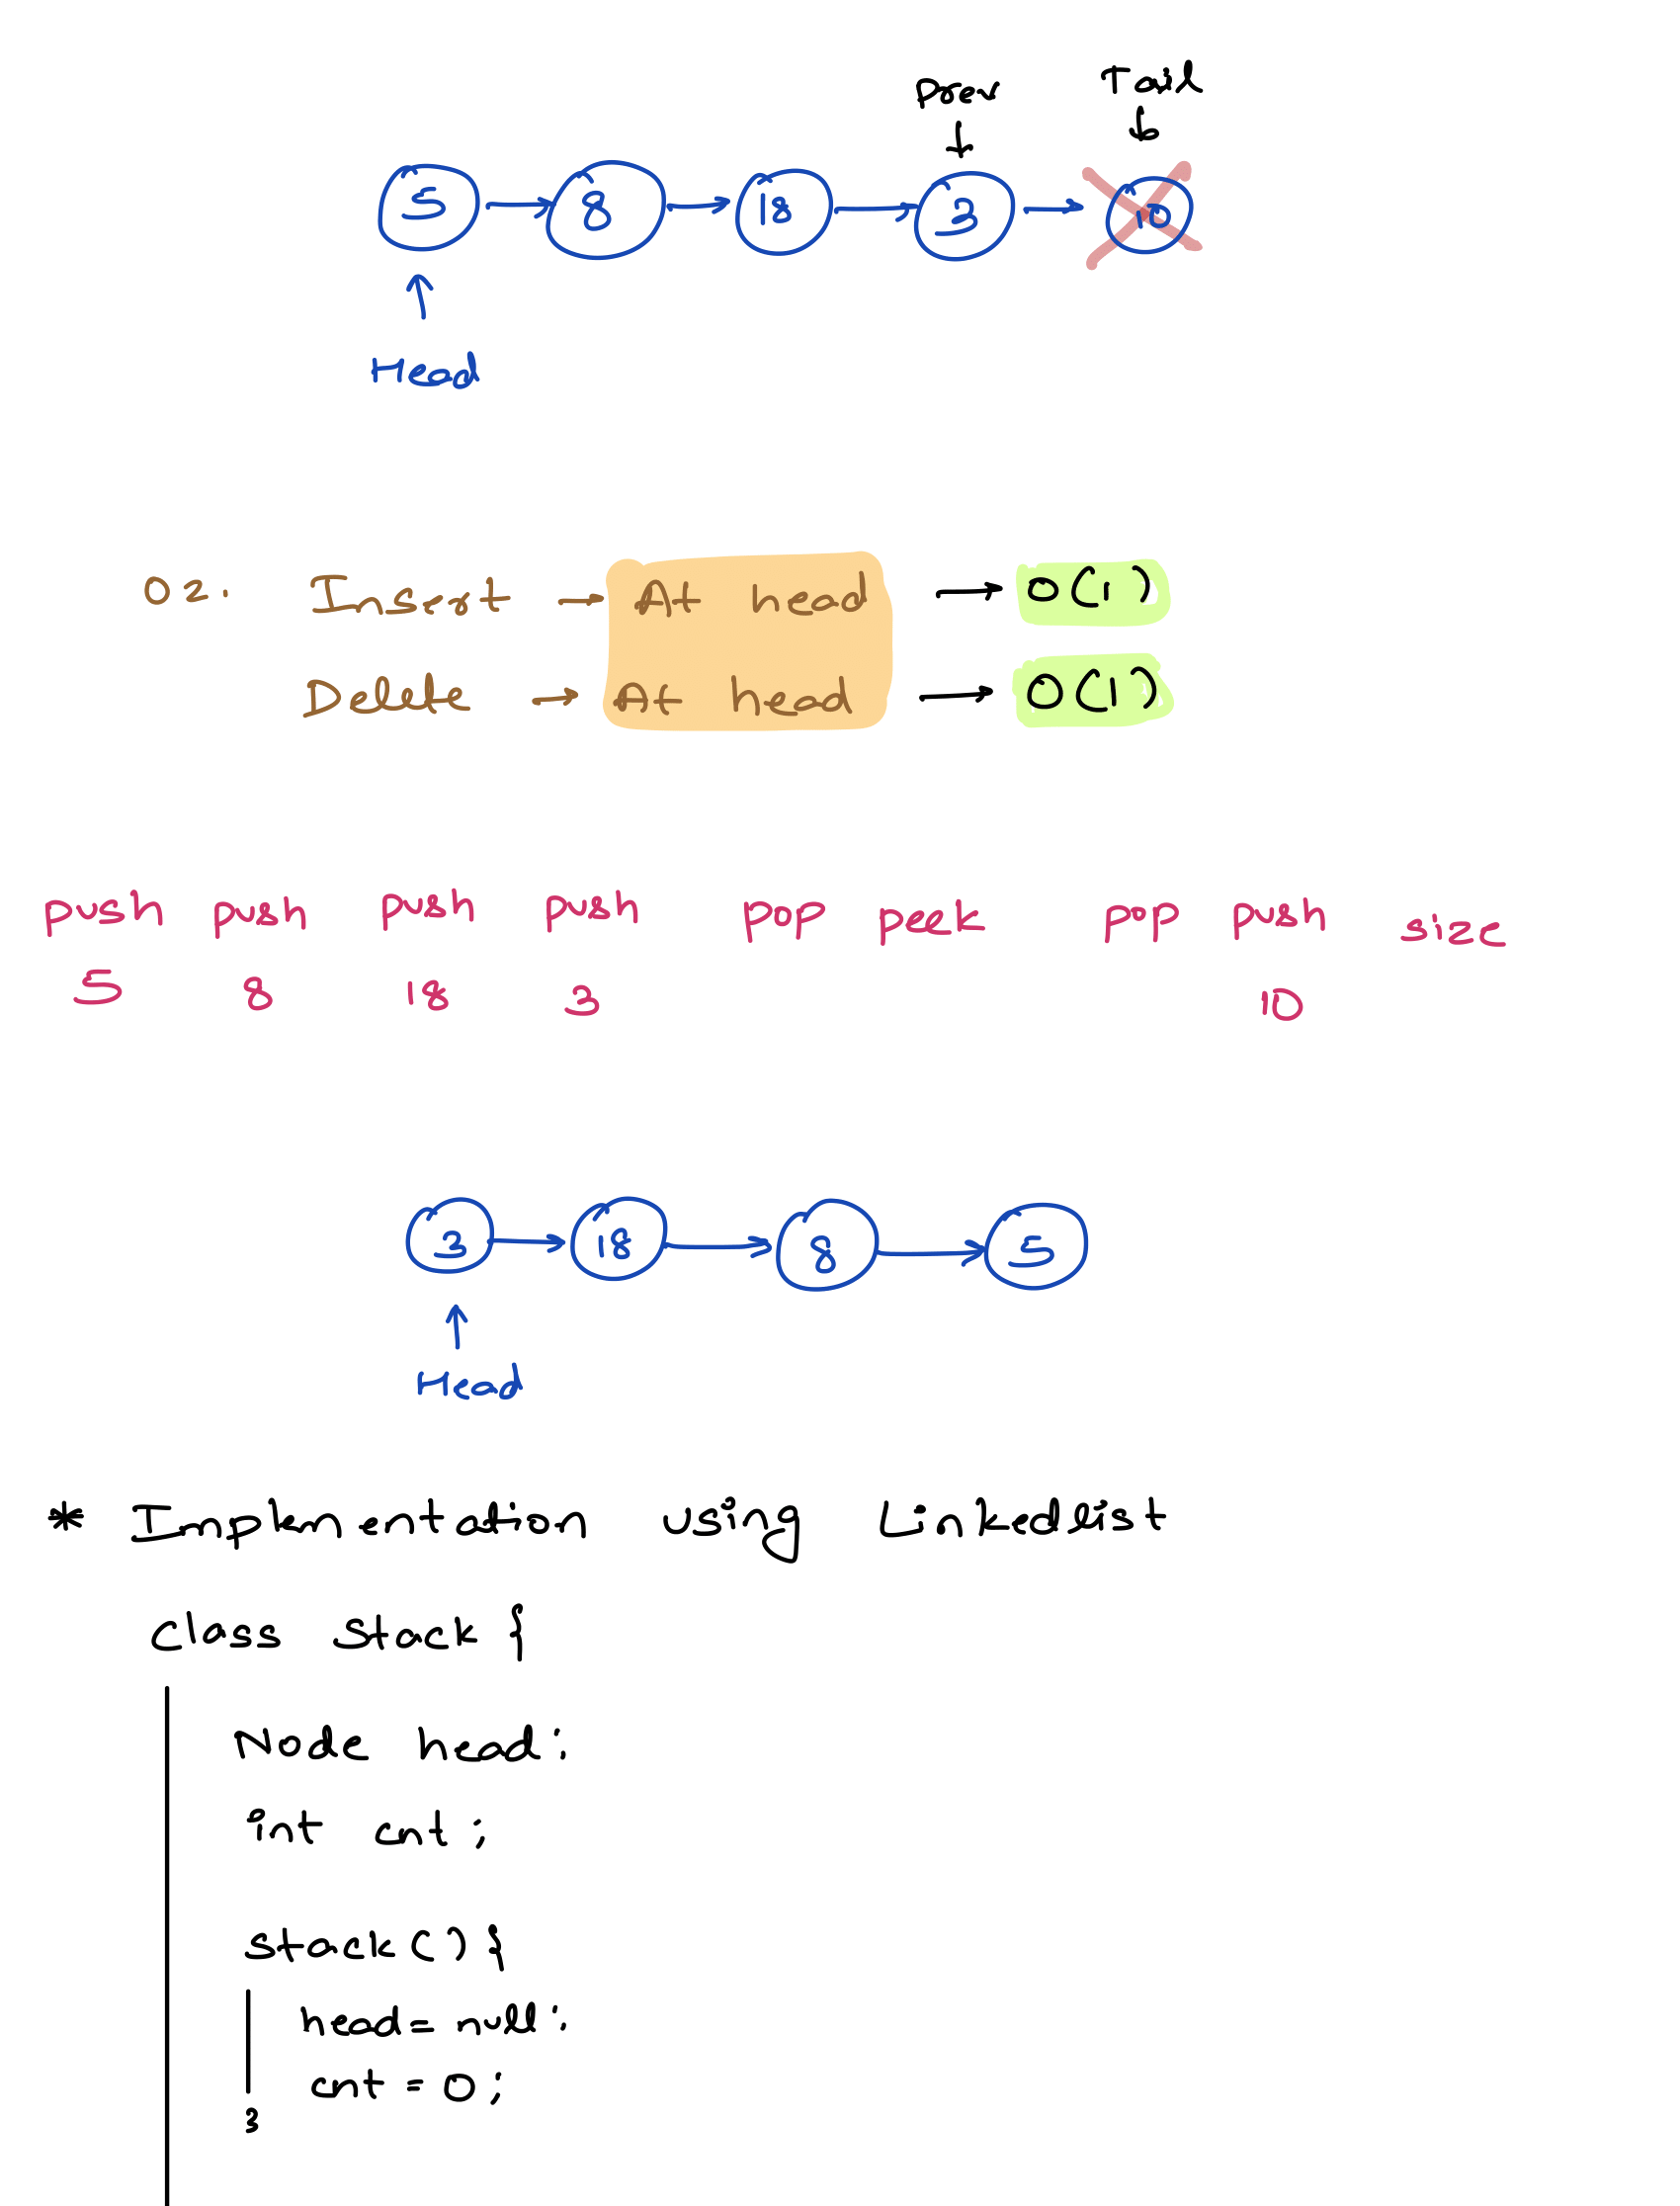 Prev Tail
5 8 18 3 10
Head
02. Insert → At head → O(1)
Delete → At head → O(1)
push push push push pop peek pop push size
5 8 18 3 10
3 18 8 5
Head
* Implementation using Linkedlist
Class Stack {
Node head;
int cnt;
stack() {
head = null;
cnt = 0;
}